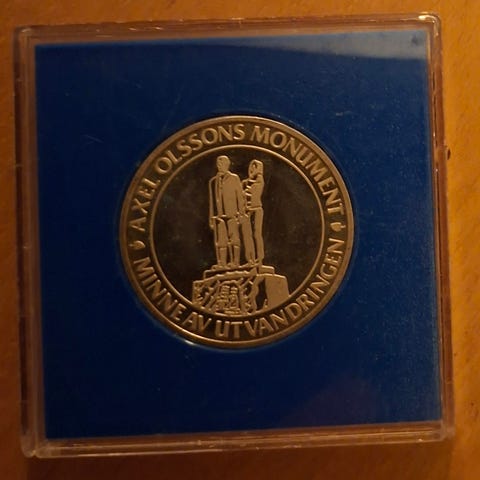 AXEL OLSSONS MONUMENT
MINNE AV UTVANDRINGEN